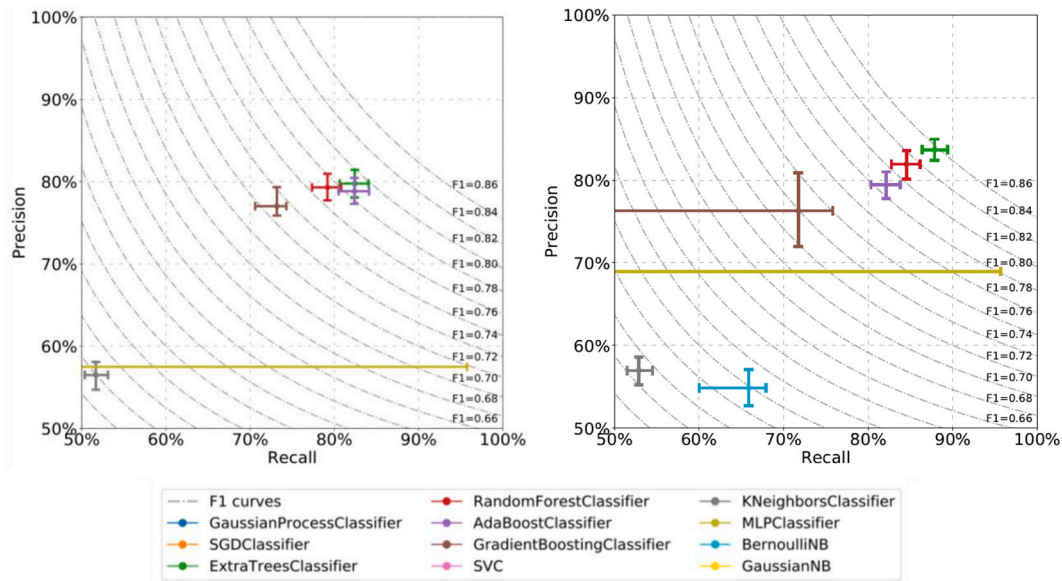 100%
90%
80%
70%
60%
50%
Precision
F1=0.86
F1=0.84
F1=0.82
F1=0.80
F1=0.78
F1=0.76
F1=0.74
F1=0.72
F1=0.70
F1=0.68
F1=0.66
50% 60% 70% 80% 90% 100%
Recall
100%
90%
80%
70%
60%
50%
Precision
F1=0.86
F1=0.84
F1=0.82
F1=0.80
F1=0.78
F1=0.76
F1=0.74
F1=0.72
F1=0.70
F1=0.68
F1=0.66
50% 60% 70% 80% 90% 100%
Recall
F1 curves
GaussianProcessClassifier
SGDClassifier
ExtraTreesClassifier
RandomForestClassifier
AdaBoostClassifier
GradientBoostingClassifier
SVC
KNeighborsClassifier
MLPClassifier
BernoulliNB
GaussianNB